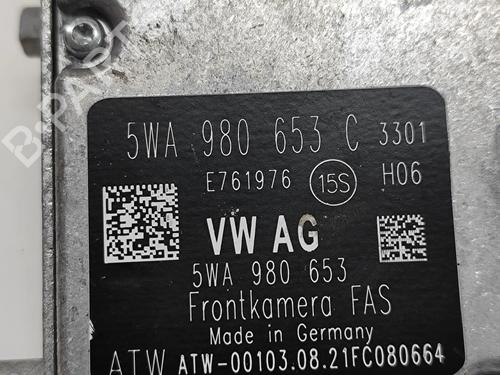 5WA 980 653 C 3301
E761976 15S H06
VW AG
5WA 980 653
Frontkamera FAS
Made in Germany
ATW ATW-00103.08.21FC080664
B-PARTS